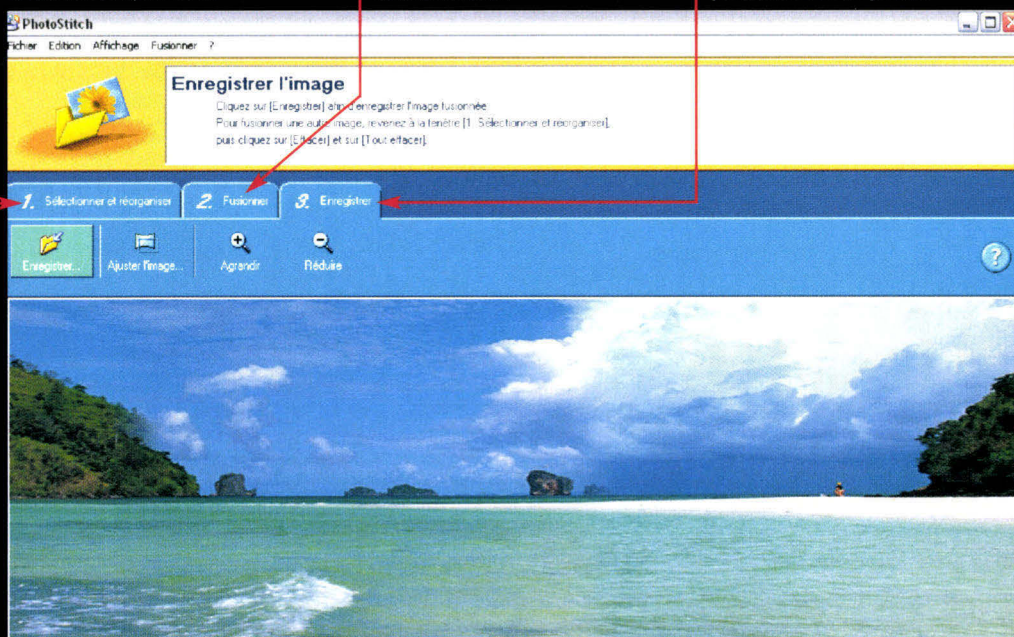 PhotoStitch
Fichier Edition Affichage Fusionner ?
Enregistrer l'image
Cliquez sur [Enregistrer] afin d'enregistrer l'image fusionnée
Pour fusionner une autre image, revenez à la fenêtre [1. Sélectionner et réorganiser],
puis cliquez sur [Effacer] et sur [Tout effacer].
1. Sélectionner et réorganiser
2. Fusionner
3. Enregistrer
Enregistrer...
Ajuster l'image...
Agrandir
Réduire
?